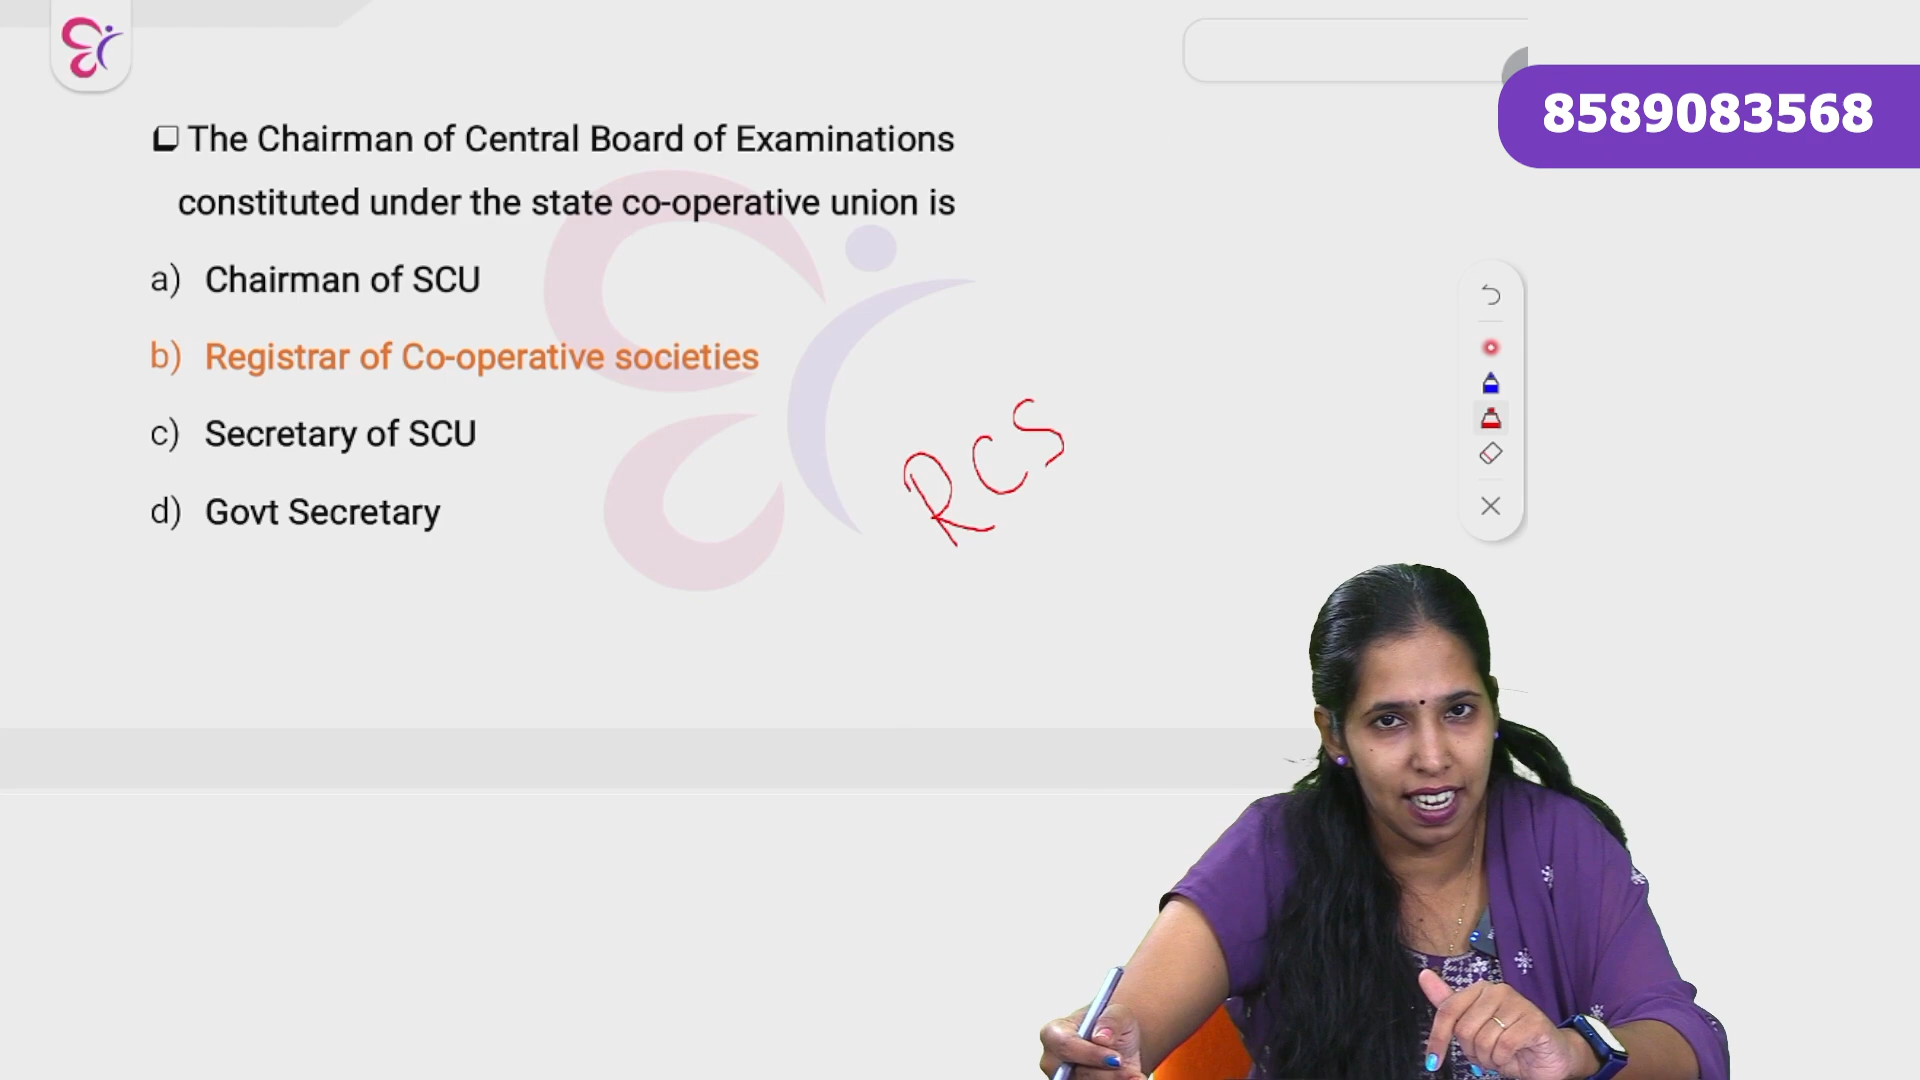 8589083568
❑ The Chairman of Central Board of Examinations
constituted under the state co-operative union is
a) Chairman of SCU
b) Registrar of Co-operative societies
c) Secretary of SCU
d) Govt Secretary
RCS